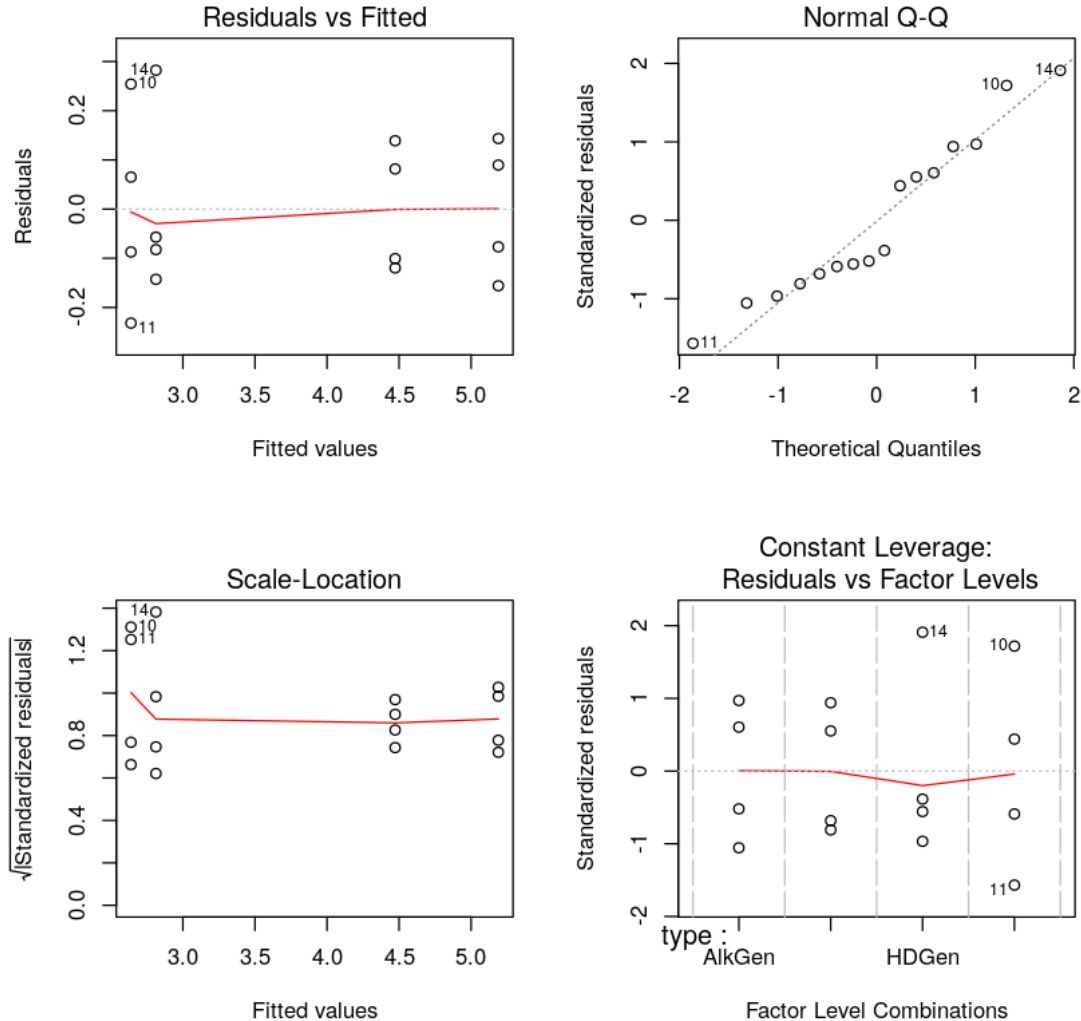 Residuals vs Fitted
Residuals
0.2
0.0
-0.2
14
10
11
3.0 3.5 4.0 4.5 5.0
Fitted values
Normal Q-Q
Standardized residuals
2
1
0
-1
10
14
11
-2 -1 0 1 2
Theoretical Quantiles
Scale-Location
√|Standardized residuals|
1.2
0.8
0.4
0.0
14
10
11
3.0 3.5 4.0 4.5 5.0
Fitted values
Constant Leverage:
Residuals vs Factor Levels
Standardized residuals
2
1
0
-1
-2
14
10
11
type :
AlkGen HDGen
Factor Level Combinations